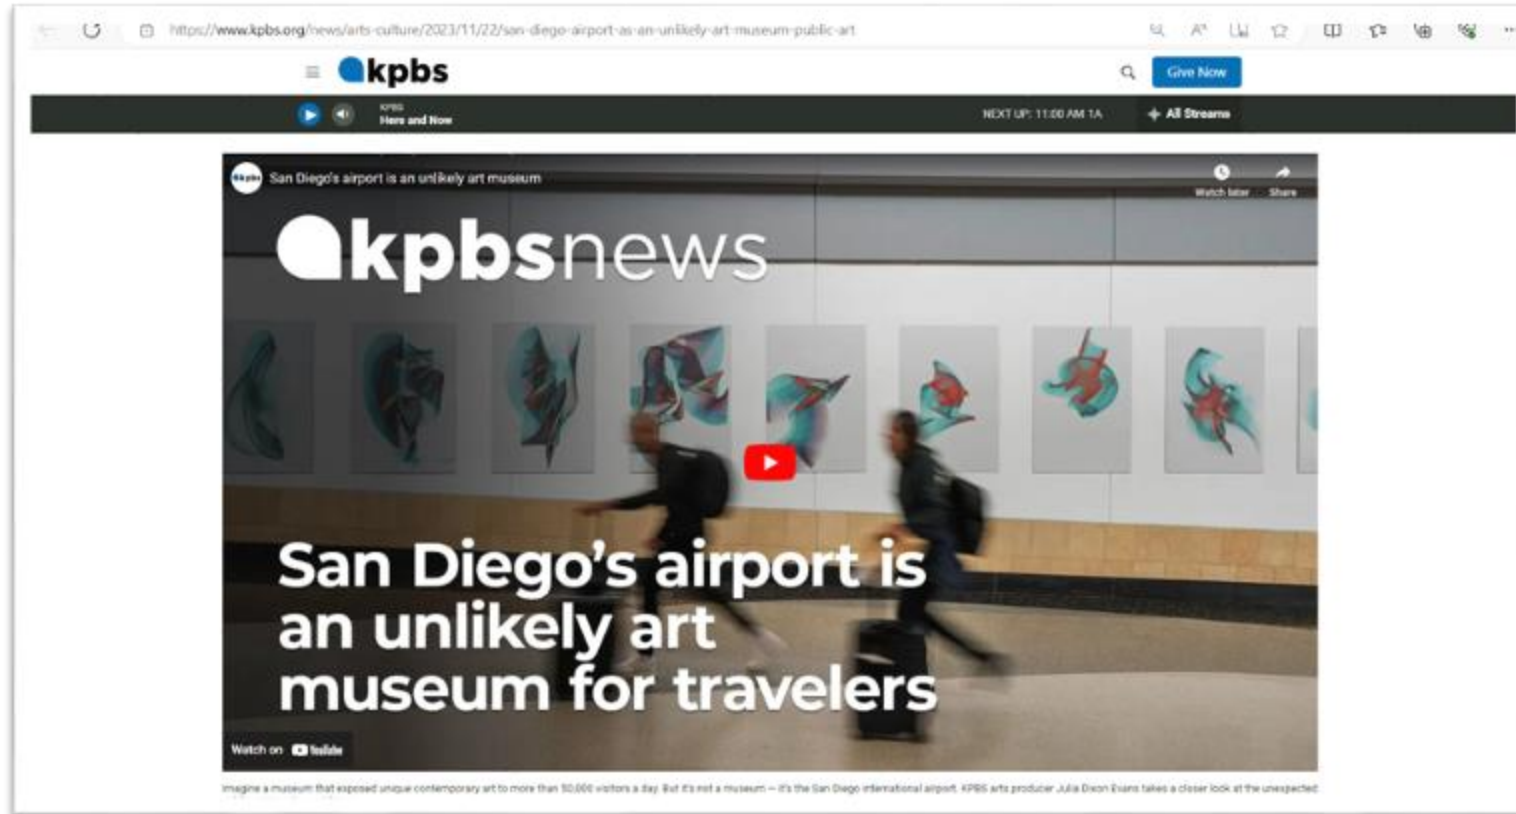 https://www.kpbs.org/news/arts-culture/2023/11/22/san-diego-airport-as-an-unlikely-art-museum-public-art
kpbs
Give Now
KPBS
Here and Now
NEXT UP: 11:00 AM 1A
All Streams
kpbs
San Diego's airport is an unlikely art museum
Watch later
Share
kpbsnews
San Diego's airport is
an unlikely art
museum for travelers
Watch on YouTube
Imagine a museum that exposed unique contemporary art to more than 50,000 visitors a day. But it's not a museum — it's the San Diego international airport. KPBS arts producer Julia Dixon Evans takes a closer look at the unexpected